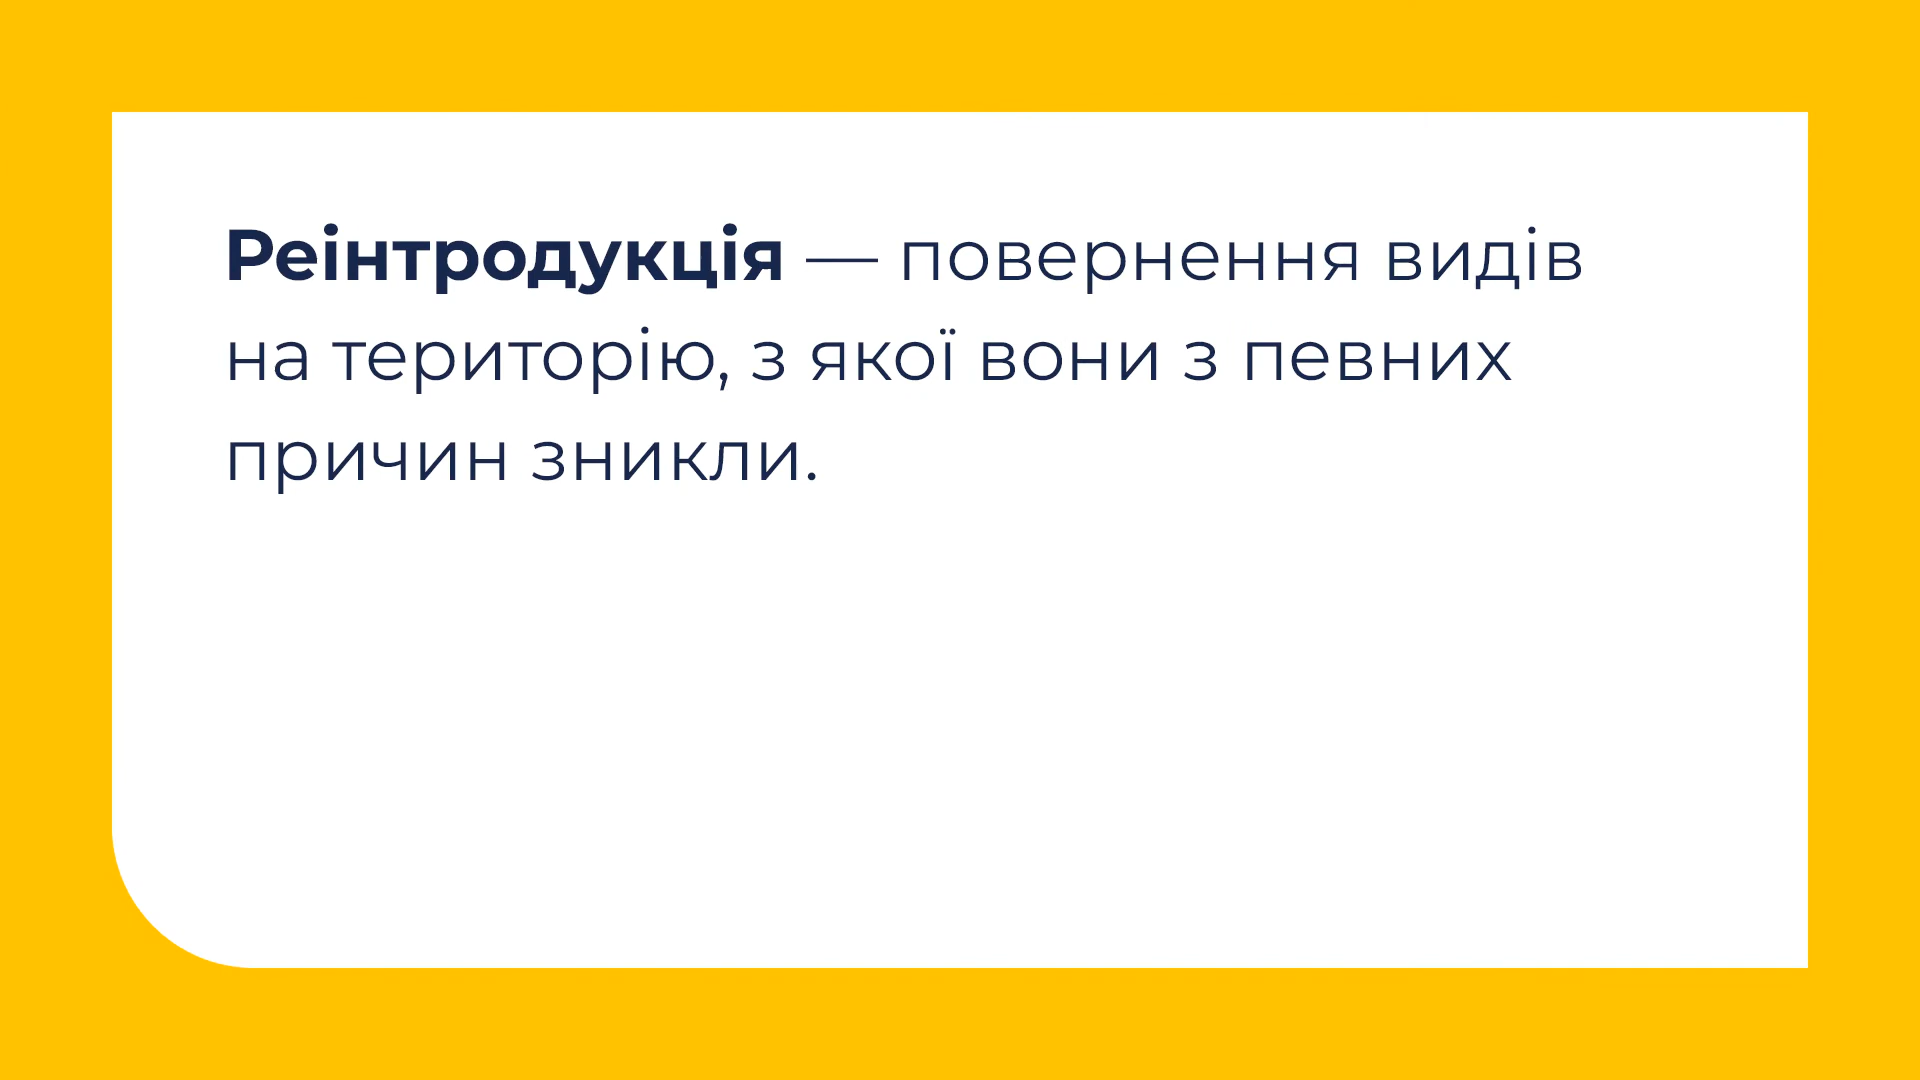 Реінтродукція — повернення видів
на територію, з якої вони з певних
причин зникли.